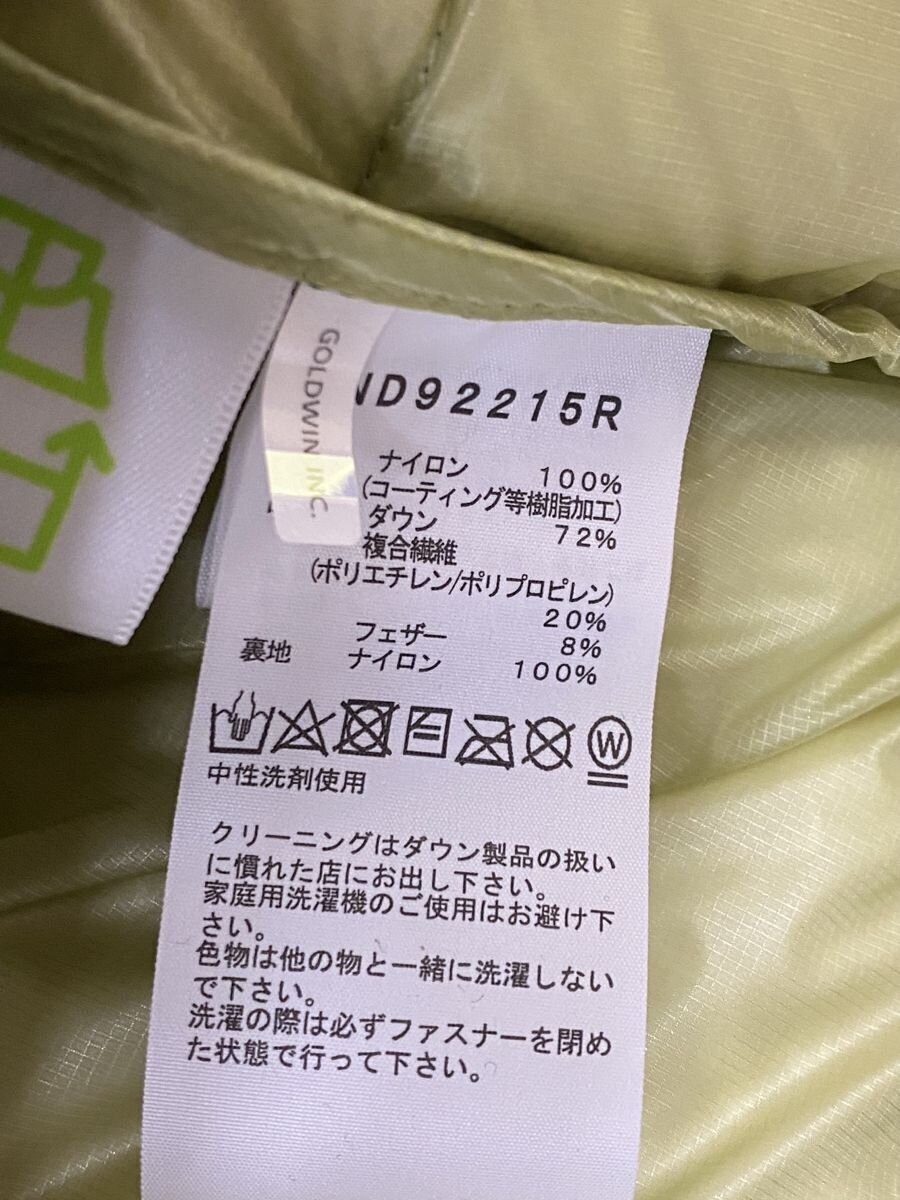 GOLDWIN INC.
ND92215R
ナイロン 100%
(コーティング等樹脂加工)
ダウン 72%
複合繊維
(ポリエチレン/ポリプロピレン)
20%
フェザー 8%
裏地 ナイロン 100%
W
中性洗剤使用
クリーニングはダウン製品の扱い
に慣れた店にお出し下さい。
家庭用洗濯機のご使用はお避け下
さい。
色物は他の物と一緒に洗濯しない
で下さい。
洗濯の際は必ずファスナーを閉め
た状態で行って下さい。